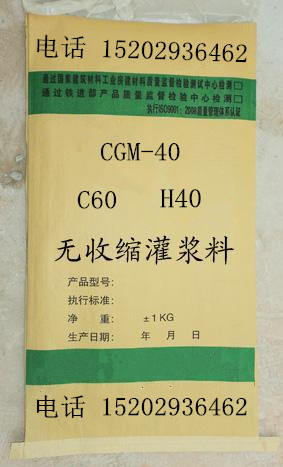 电话 15202936462
通过国家建筑材料工业房建材料质量监督检验测试中心检测□
通过铁道部产品质量监督检验中心检测□
执行ISO9001：2008质量管理体系认证
CGM-40
C60 H40
无收缩灌浆料
产品型号：
执行标准：
净 重： ±1KG
生产日期： 年 月 日
电话 15202936462